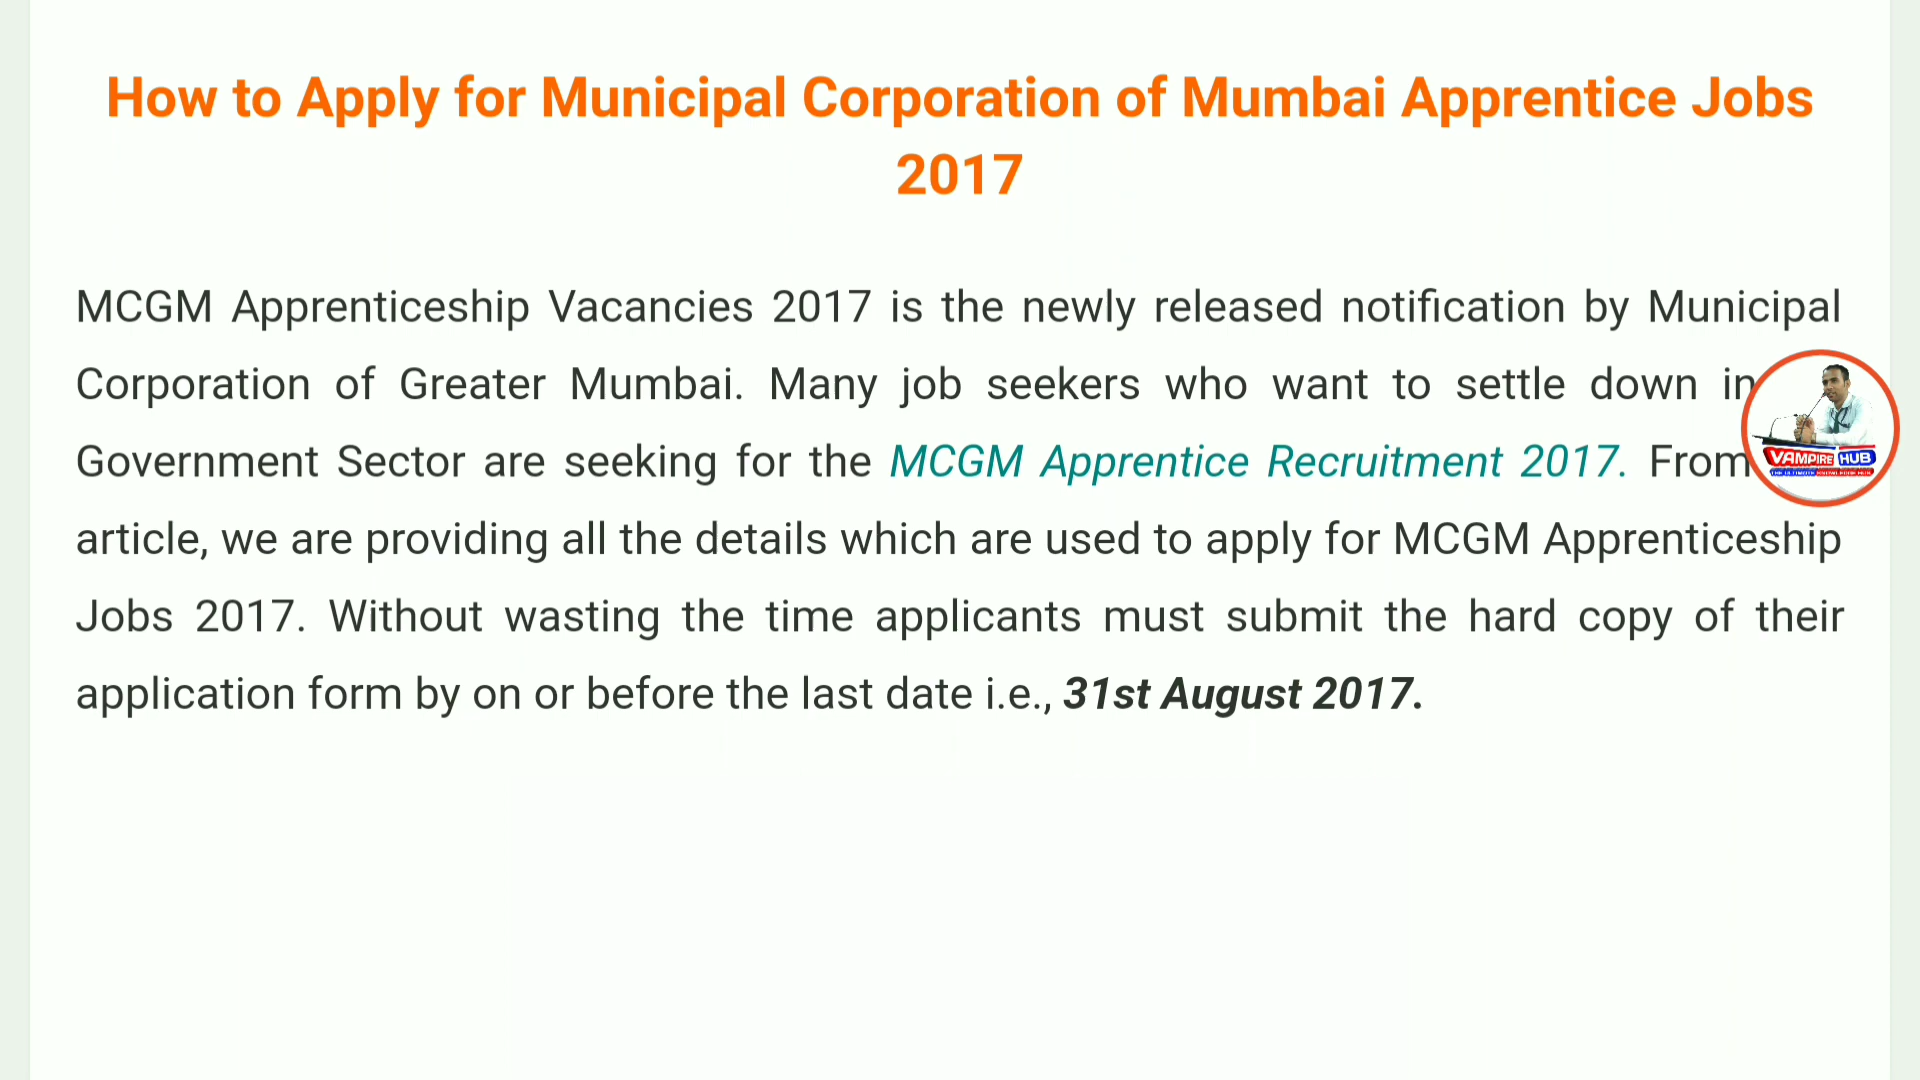 How to Apply for Municipal Corporation of Mumbai Apprentice Jobs
2017
MCGM Apprenticeship Vacancies 2017 is the newly released notification by Municipal
Corporation of Greater Mumbai. Many job seekers who want to settle down in
Government Sector are seeking for the MCGM Apprentice Recruitment 2017. From
article, we are providing all the details which are used to apply for MCGM Apprenticeship
Jobs 2017. Without wasting the time applicants must submit the hard copy of their
application form by on or before the last date i.e., 31st August 2017.
VAMPIRE HUB